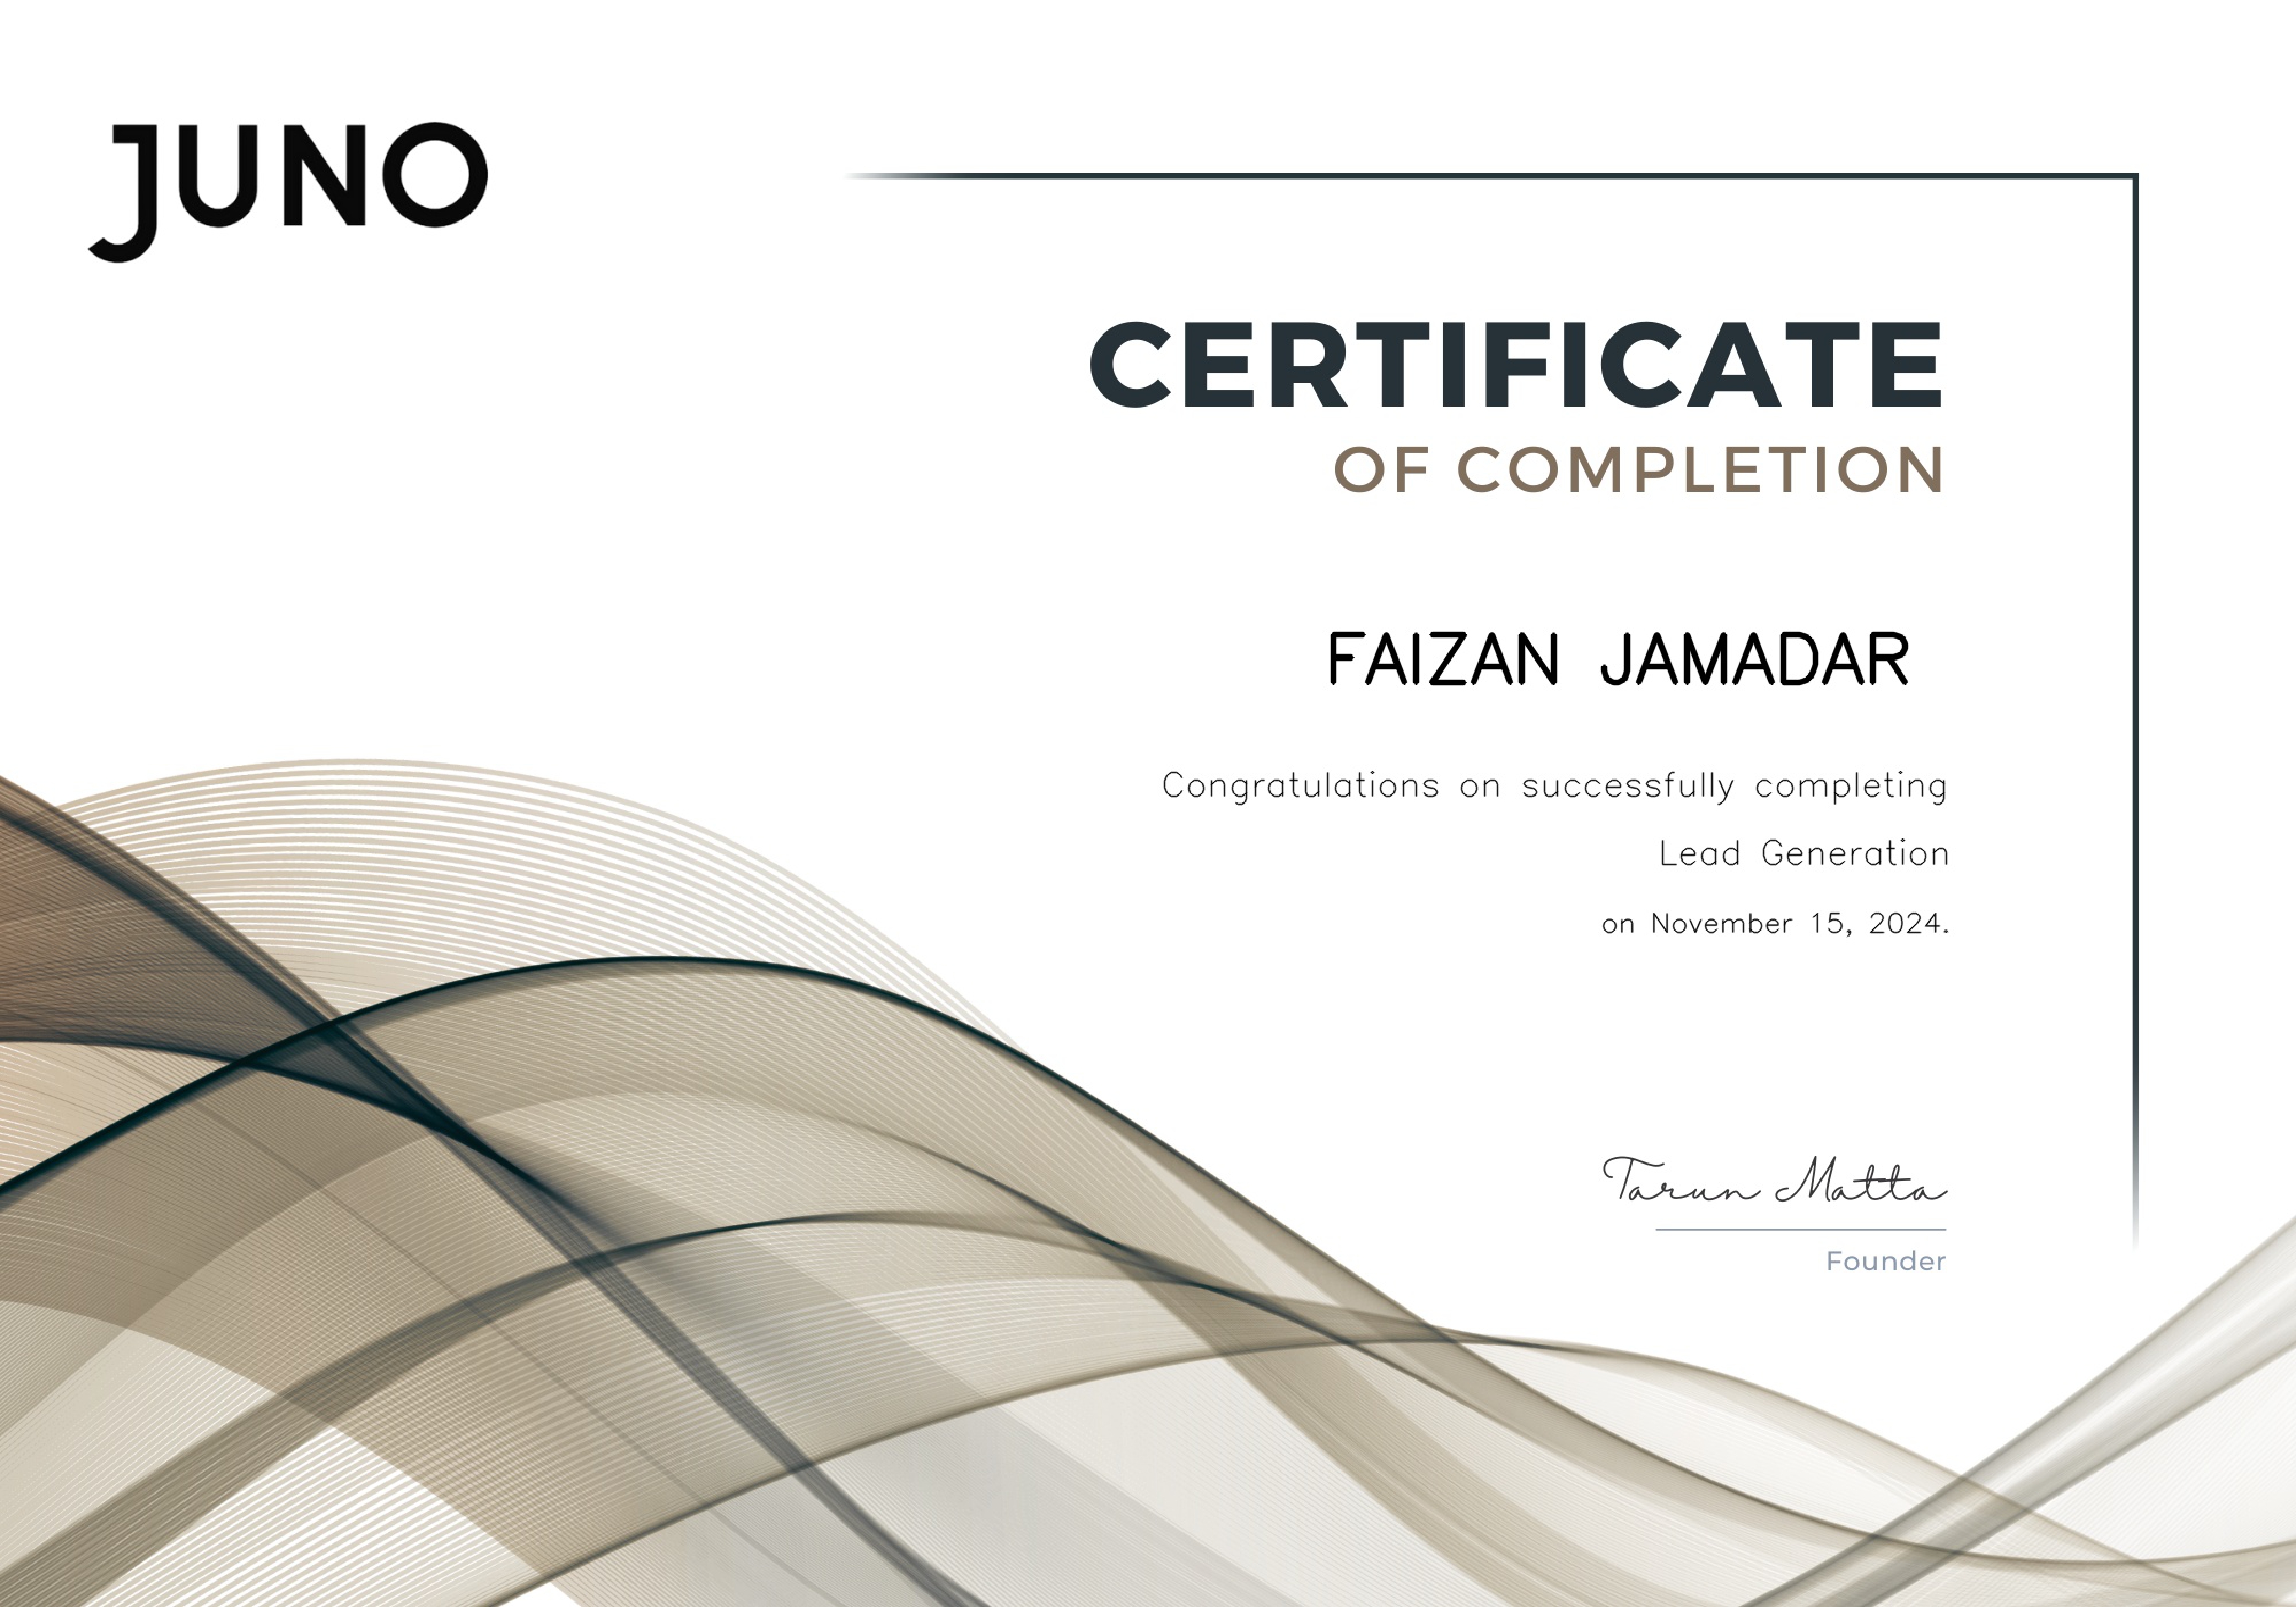 JUNO
CERTIFICATE
OF COMPLETION
FAIZAN JAMADAR
Congratulations on successfully completing
Lead Generation
on November 15, 2024.
Tarun Matta
Founder